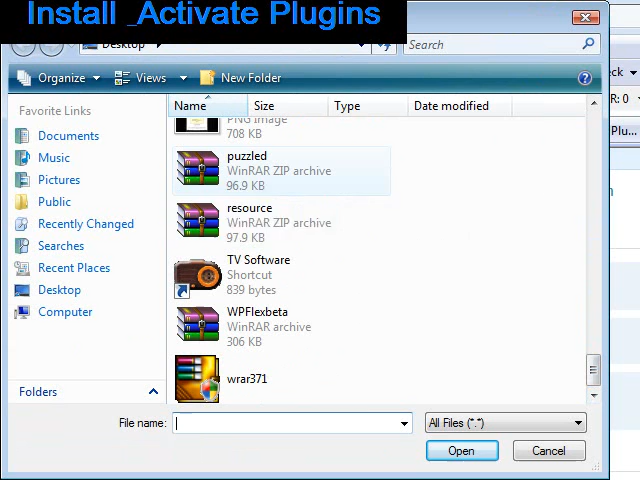 Install _Activate Plugins
Desktop
Search
eck
Organize
Views
New Folder
?
R: 0
Favorite Links
Name
Size
Type
Date modified
Plu...
PNG Image
708 KB
Documents
Music
Pictures
Public
Recently Changed
Searches
Recent Places
Desktop
Computer
puzzled
WinRAR ZIP archive
96.9 KB
resource
WinRAR ZIP archive
97.9 KB
TV Software
Shortcut
839 bytes
WPFlexbeta
WinRAR archive
306 KB
wrar371
Folders
File name:
All Files (*.*)
Open
Cancel